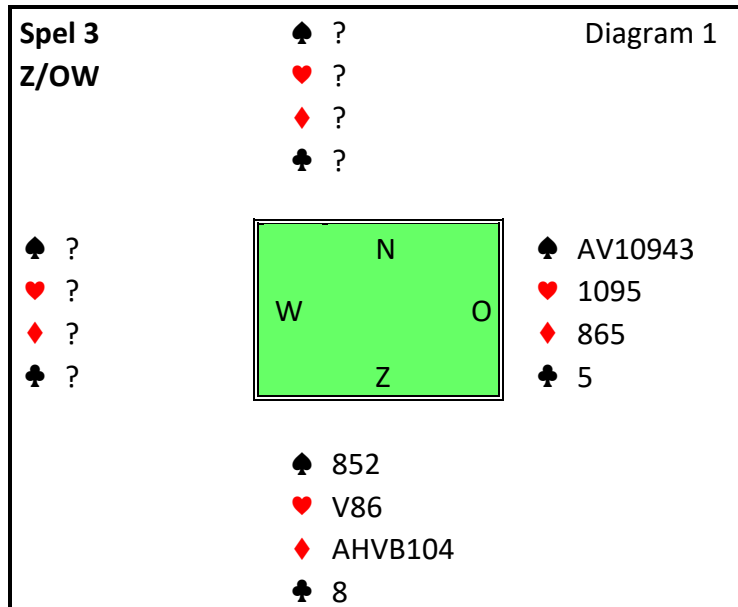 Spel 3 ♠ ? Diagram 1
Z/OW ♥ ?
♦ ?
♣ ?
♠ ? N ♠ AV10943
♥ ? ♥ 1095
W O
♦ ? ♦ 865
♣ ? Z ♣ 5
♠ 852
♥ V86
♦ AHVB104
♣ 8